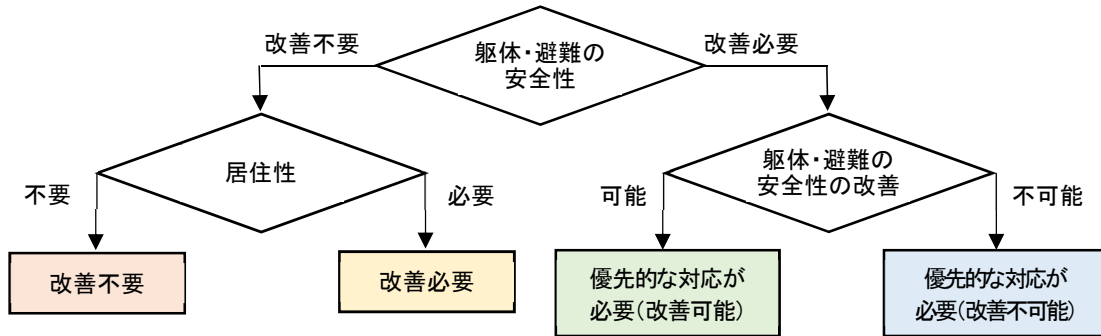 改善不要
躯体・避難の
安全性
改善必要
居住性
躯体・避難の
安全性の改善
不要
必要
可能
不可能
改善不要
改善必要
優先的な対応が
必要(改善可能)
優先的な対応が
必要(改善不可能)